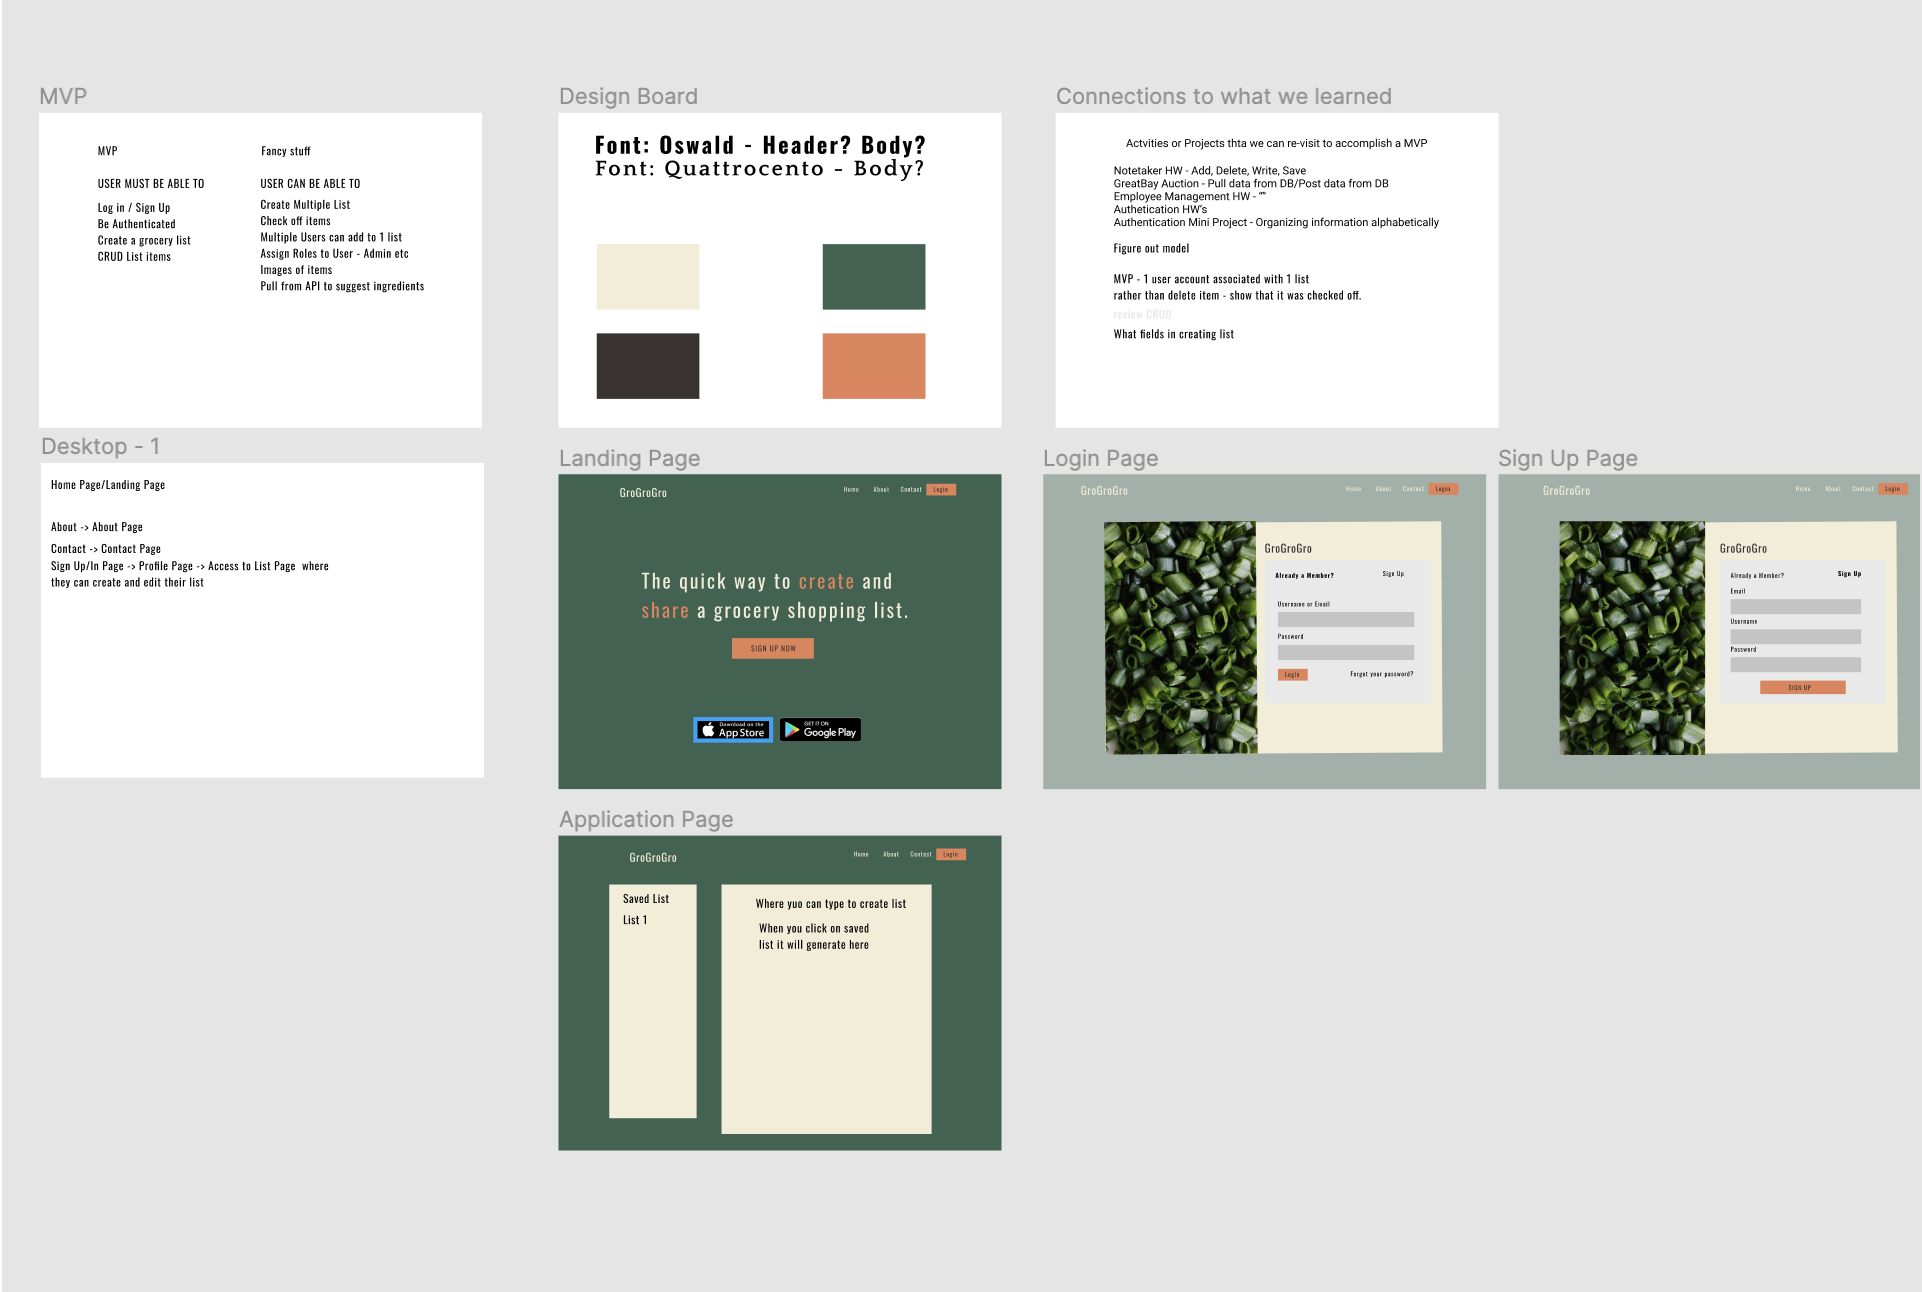 MVP
MVP
USER MUST BE ABLE TO
Log in / Sign Up
Be Authenticated
Create a grocery list
CRUD List items
Fancy stuff
USER CAN BE ABLE TO
Create Multiple List
Check off items
Multiple Users can add to 1 list
Assign Roles to User - Admin etc
Images of items
Pull from API to suggest ingredients
Design Board
Font: Oswald - Header? Body?
Font: Quattrocento - Body?
Connections to what we learned
Actvities or Projects thta we can re-visit to accomplish a MVP
Notetaker HW - Add, Delete, Write, Save
GreatBay Auction - Pull data from DB/Post data from DB
Employee Management HW - “”
Authetication HW's
Authentication Mini Project - Organizing information alphabetically
Figure out model
MVP - 1 user account associated with 1 list
rather than delete item - show that it was checked off.
review CRUD
What fields in creating list
Desktop - 1
Home Page/Landing Page
About -> About Page
Contact -> Contact Page
Sign Up/In Page -> Profile Page -> Access to List Page where
they can create and edit their list
Landing Page
GroGroGro
Home About Contact Login
The quick way to create and
share a grocery shopping list.
SIGN UP NOW
Download on the
App Store
GET IT ON
Google Play
Login Page
GroGroGro
Home About Contact Login
GroGroGro
Already a Member? Sign Up
Username or Email
Password
Login Forgot your password?
Sign Up Page
GroGroGro
Home About Contact Login
GroGroGro
Already a Member? Sign Up
Email
Username
Password
SIGN UP
Application Page
GroGroGro
Home About Contact Login
Saved List
List 1
Where yuo can type to create list
When you click on saved
list it will generate here